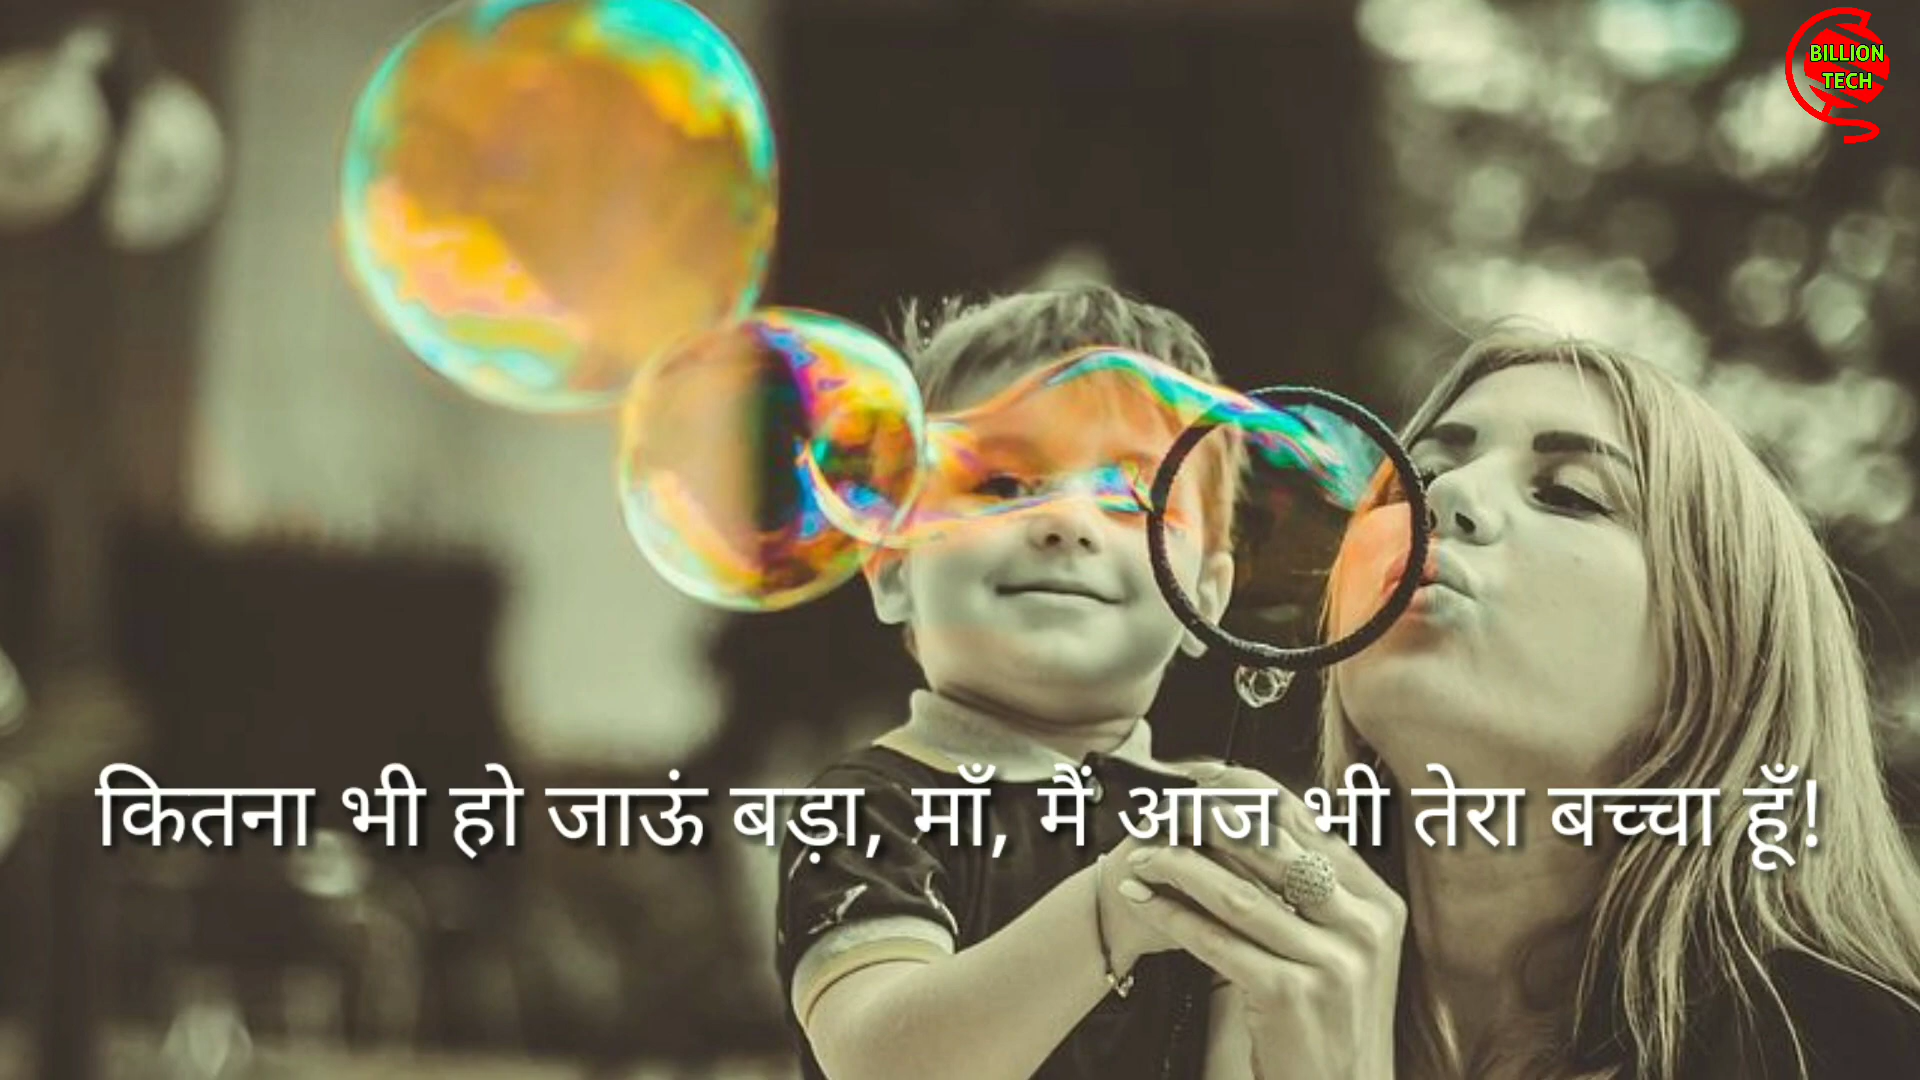 BILLION
TECH
कितना भी हो जाऊं बड़ा, माँ, मैं आज भी तेरा बच्चा हूँ!